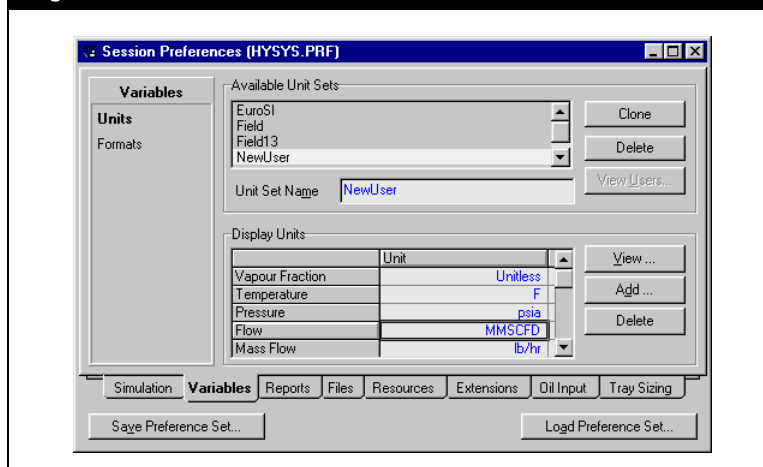 Session Preferences (HYSYS.PRF)
Variables
Units
Formats
Available Unit Sets
EuroSI
Field
Field13
NewUser
Unit Set Name NewUser
Clone
Delete
View Users...
Display Units
Unit
Vapour Fraction Unitless
Temperature F
Pressure psia
Flow MMSCFD
Mass Flow lb/hr
View ...
Add ...
Delete
Simulation Variables Reports Files Resources Extensions Oil Input Tray Sizing
Save Preference Set... Load Preference Set...